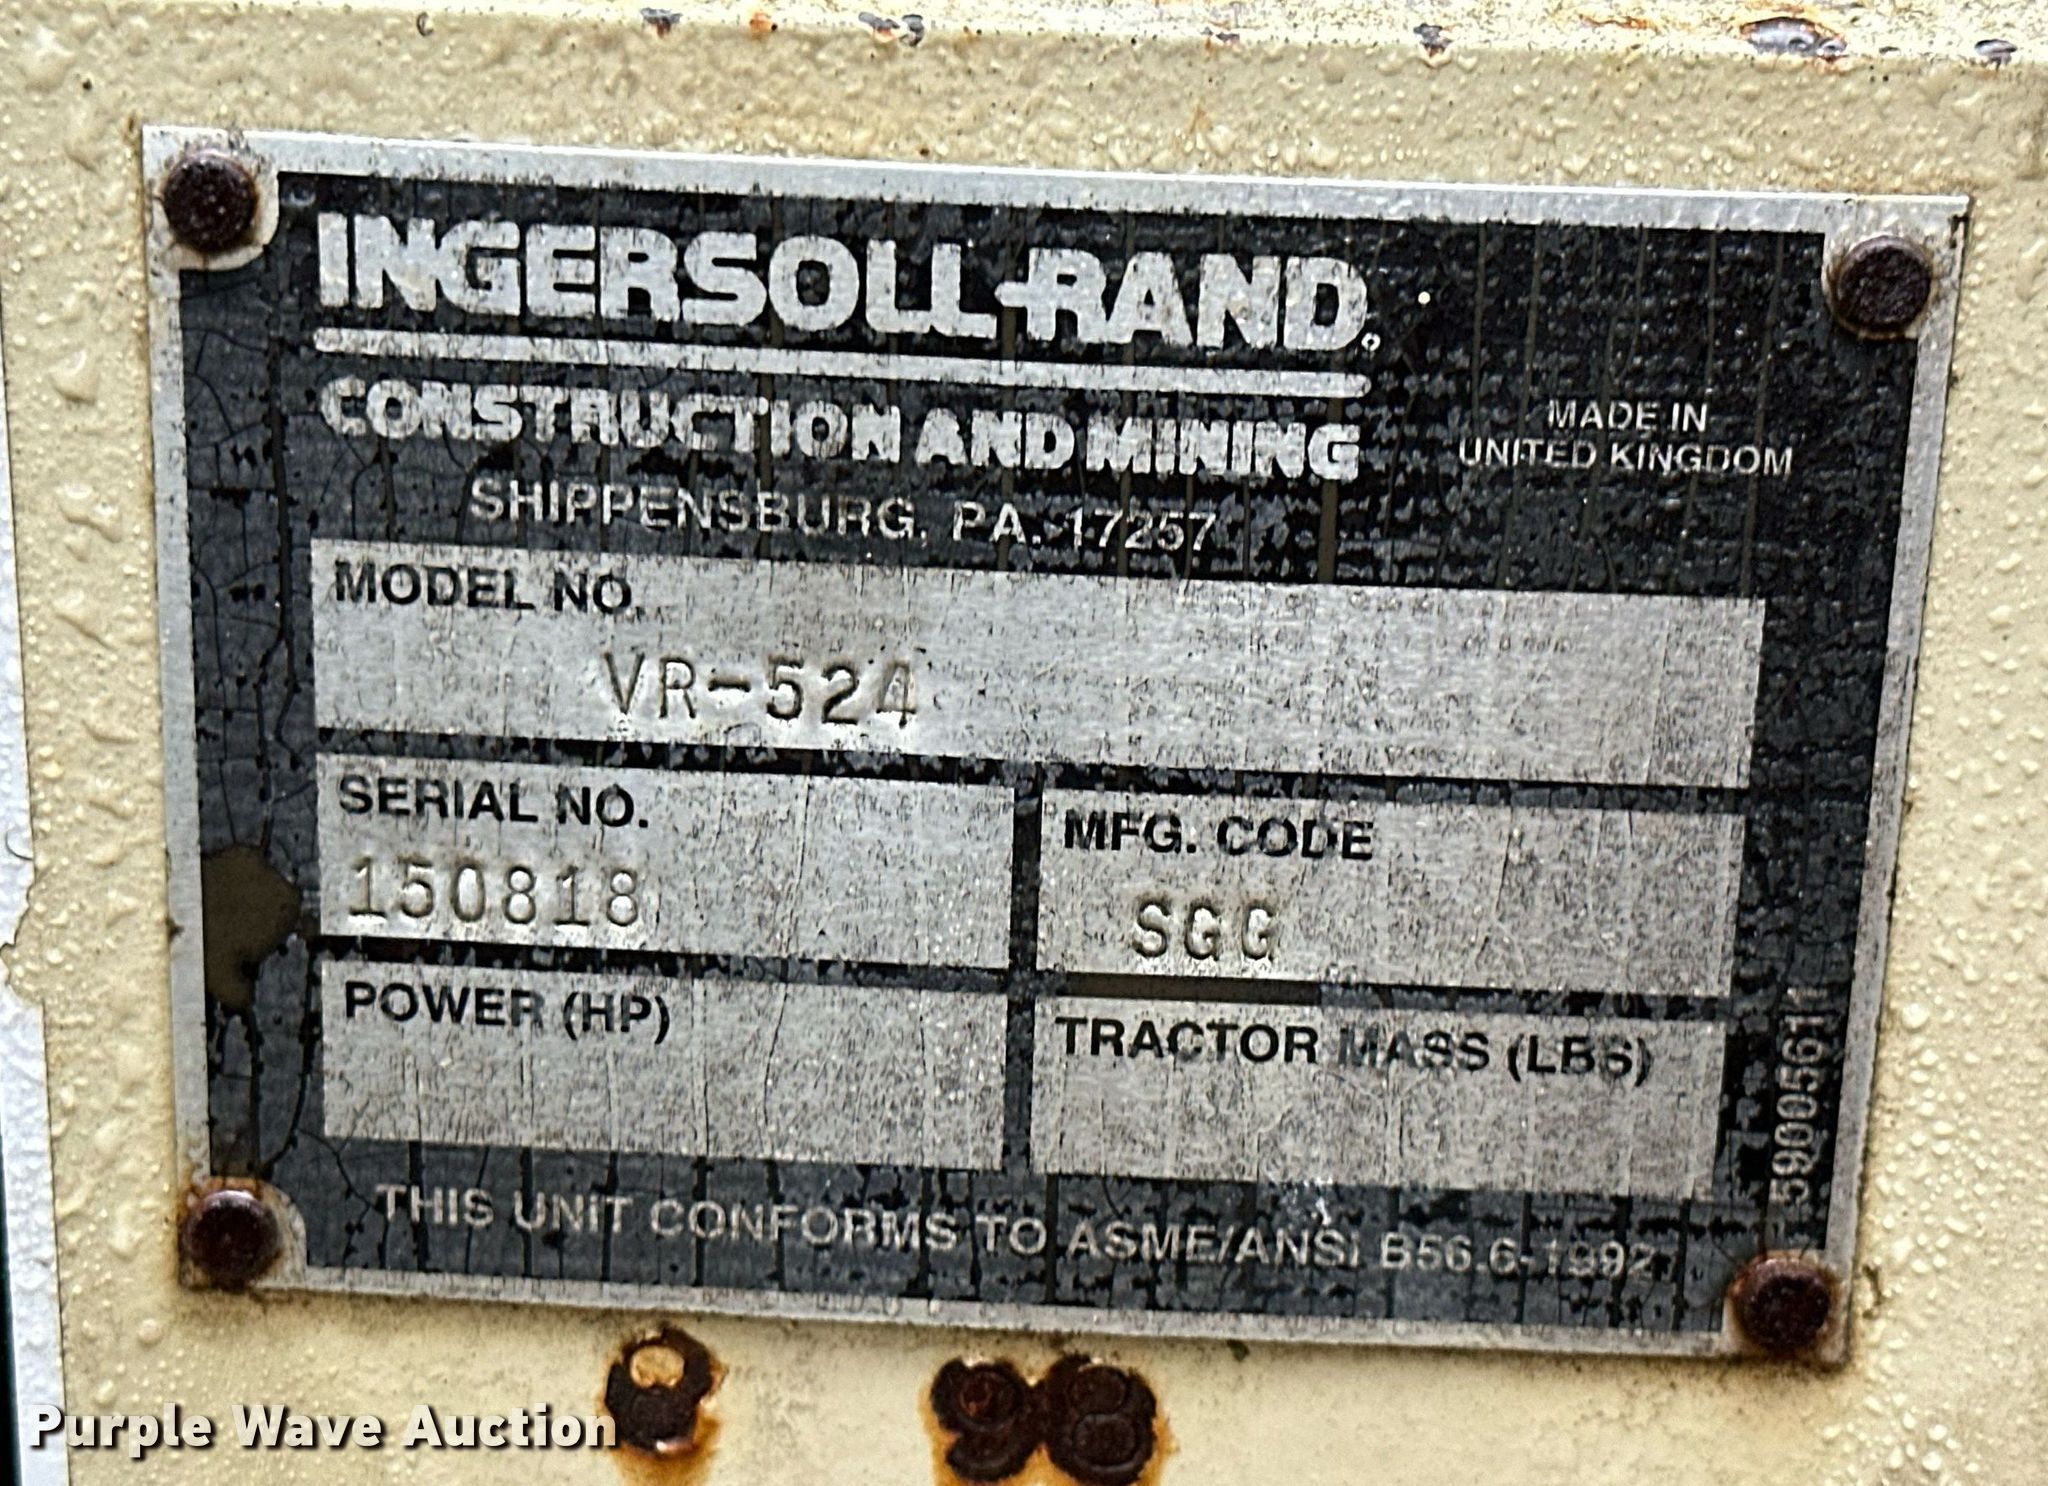 INGERSOLL-RAND®
CONSTRUCTION AND MINING
SHIPPENSBURG, PA. 17257
MADE IN
UNITED KINGDOM
MODEL NO.
VR-524
SERIAL NO.
150818
MFG. CODE
SGG
POWER (HP)
TRACTOR MASS (LBS)
THIS UNIT CONFORMS TO ASME/ANSI B56.6-1992
59005611
Purple Wave Auction